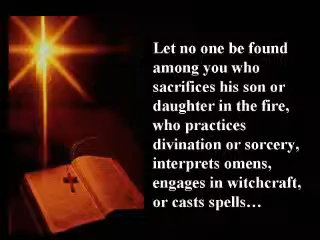 Let no one be found
among you who
sacrifices his son or
daughter in the fire,
who practices
divination or sorcery,
interprets omens,
engages in witchcraft,
or casts spells…